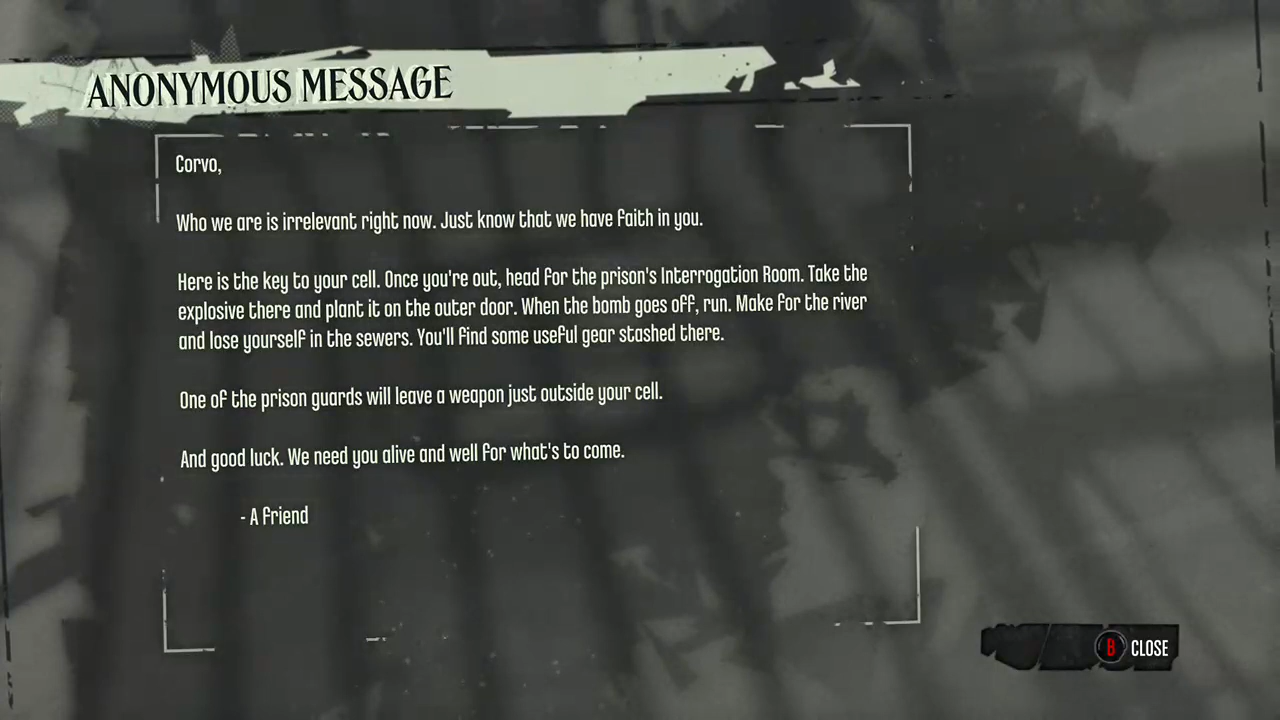 ANONYMOUS MESSAGE
Corvo,
Who we are is irrelevant right now. Just know that we have faith in you.
Here is the key to your cell. Once you're out, head for the prison's Interrogation Room. Take the
explosive there and plant it on the outer door. When the bomb goes off, run. Make for the river
and lose yourself in the sewers. You'll find some useful gear stashed there.
One of the prison guards will leave a weapon just outside your cell.
And good luck. We need you alive and well for what's to come.
- A friend
B CLOSE